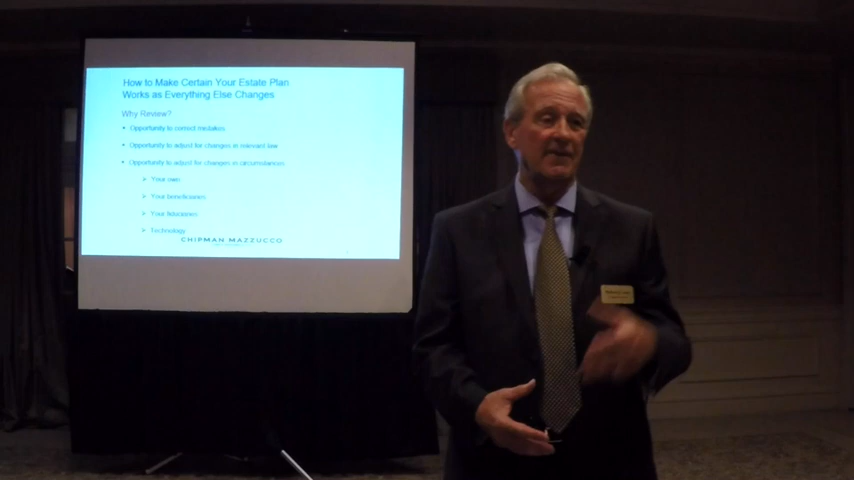 How to Make Certain Your Estate Plan
Works as Everything Else Changes
Why Review?
• Opportunity to correct mistakes
• Opportunity to adjust for changes in relevant law
• Opportunity to adjust for changes in circumstances
➢ Your own
➢ Your beneficiaries
➢ Your fiduciaries
➢ Technology
CHIPMAN MAZZUCCO